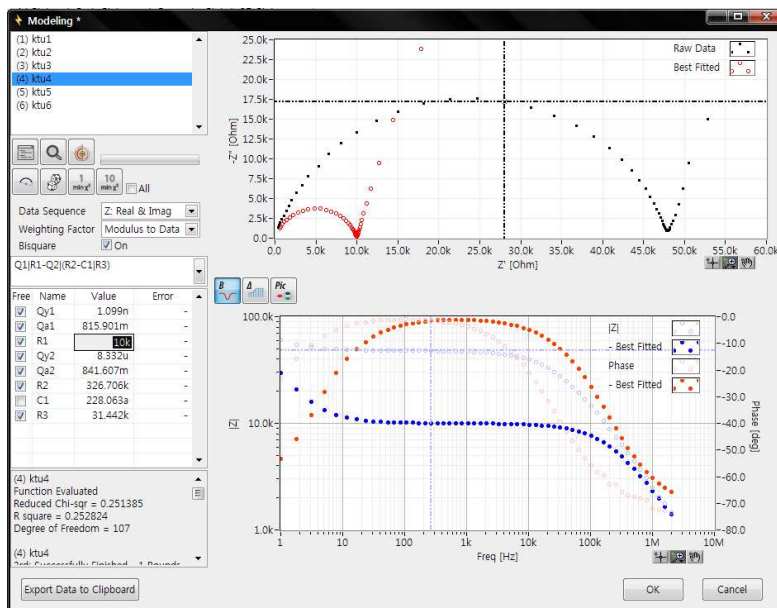 Modeling *
(1) ktu1
(2) ktu2
(3) ktu3
(4) ktu4
(5) ktu5
(6) ktu6
1
min χ²
10
min χ²
All
Data Sequence Z: Real & Imag
Weighting Factor Modulus to Data
Bisquare On
Q1|R1-Q2|(R2-C1|R3)
Free Name Value Error
Qy1 1.099n -
Qa1 815.901m -
R1 10k -
Qy2 8.332u -
Qa2 841.607m -
R2 326.706k -
C1 228.063a -
R3 31.442k -
(4) ktu4
Function Evaluated
Reduced Chi-sqr = 0.251385
R square = 0.252824
Degree of Freedom = 107
(4) ktu4
Export Data to Clipboard
-Z" [Ohm]
25.0k
22.5k
20.0k
17.5k
15.0k
12.5k
10.0k
7.5k
5.0k
2.5k
0.0
0.0 5.0k 10.0k 15.0k 20.0k 25.0k 30.0k 35.0k 40.0k 45.0k 50.0k 55.0k 60.0k
Z' [Ohm]
Raw Data
Best Fitted
B
Δ
Pic
|Z|
100.0k
10.0k
1.0k
1 10 100 1k 10k 100k 1M 10M
Freq [Hz]
|Z|
- Best Fitted
Phase
- Best Fitted
0.0
-10.0
-20.0
-30.0
-40.0
-50.0
-60.0
-70.0
-80.0
Phase [deg]
OK
Cancel